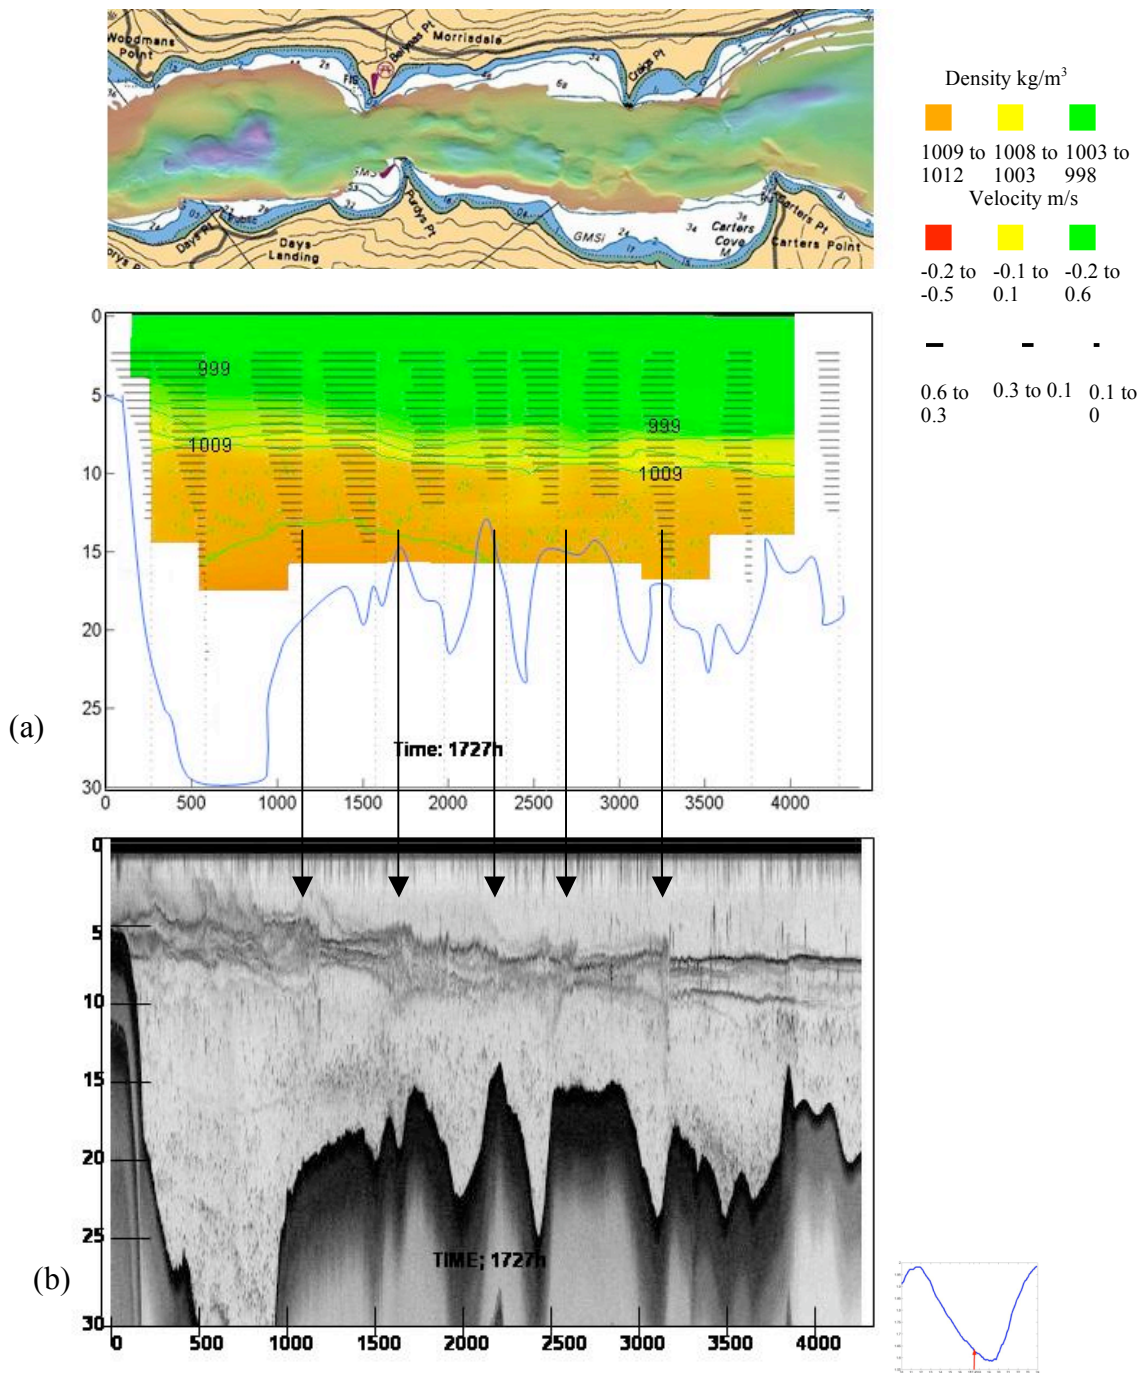 Woodmans
Point
Morrisdale
Belyeas Pt
Craigs Pt
Purdys Pt
Days Pt
Days
Landing
Carters
Cove
Carters Pt
Carters Point
GMSi
Density kg/m³
1009 to 1008 to 1003 to
1012 1003 998
Velocity m/s
-0.2 to -0.1 to -0.2 to
-0.5 0.1 0.6
0.6 to 0.3 to 0.1 0.1 to
0.3 0
0
5
10
15
20
25
30
999
1009
999
1009
Time: 1727h
0 500 1000 1500 2000 2500 3000 3500 4000
(a)
0
5
10
15
20
25
30
TIME; 1727h
0 500 1000 1500 2000 2500 3000 3500 4000
(b)